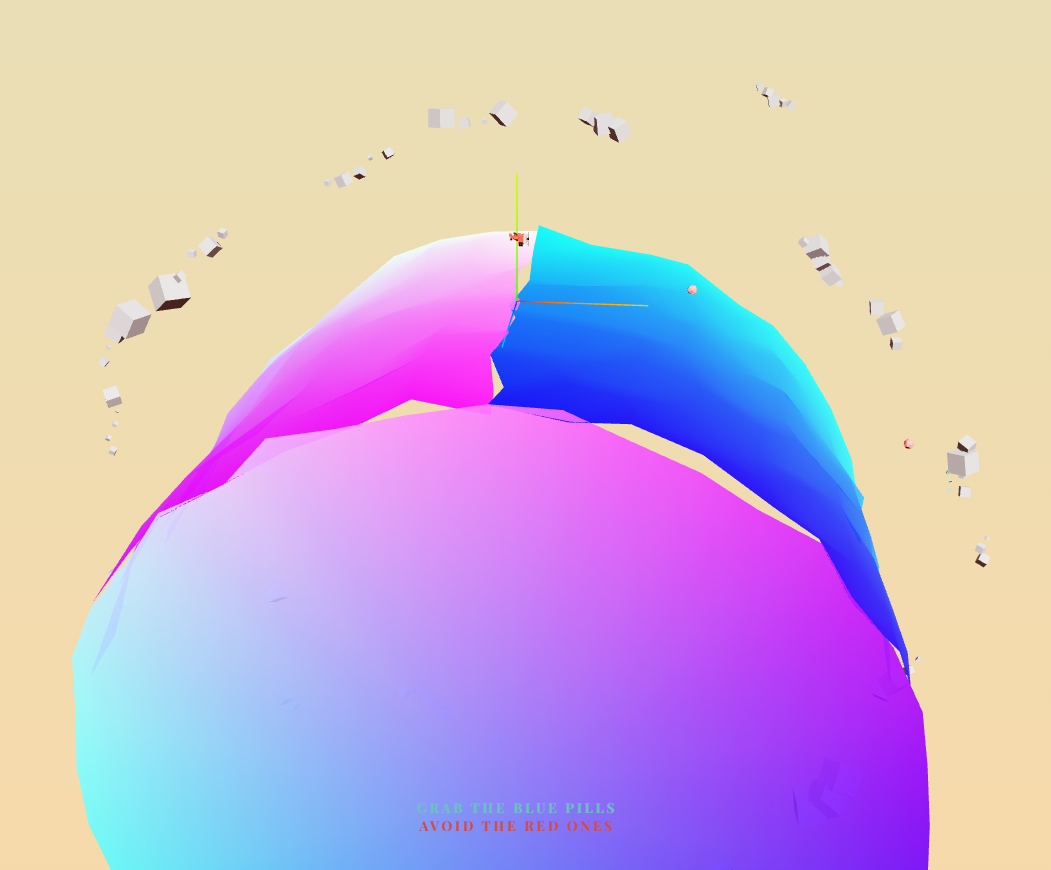 GRAB THE BLUE PILLS
AVOID THE RED ONES